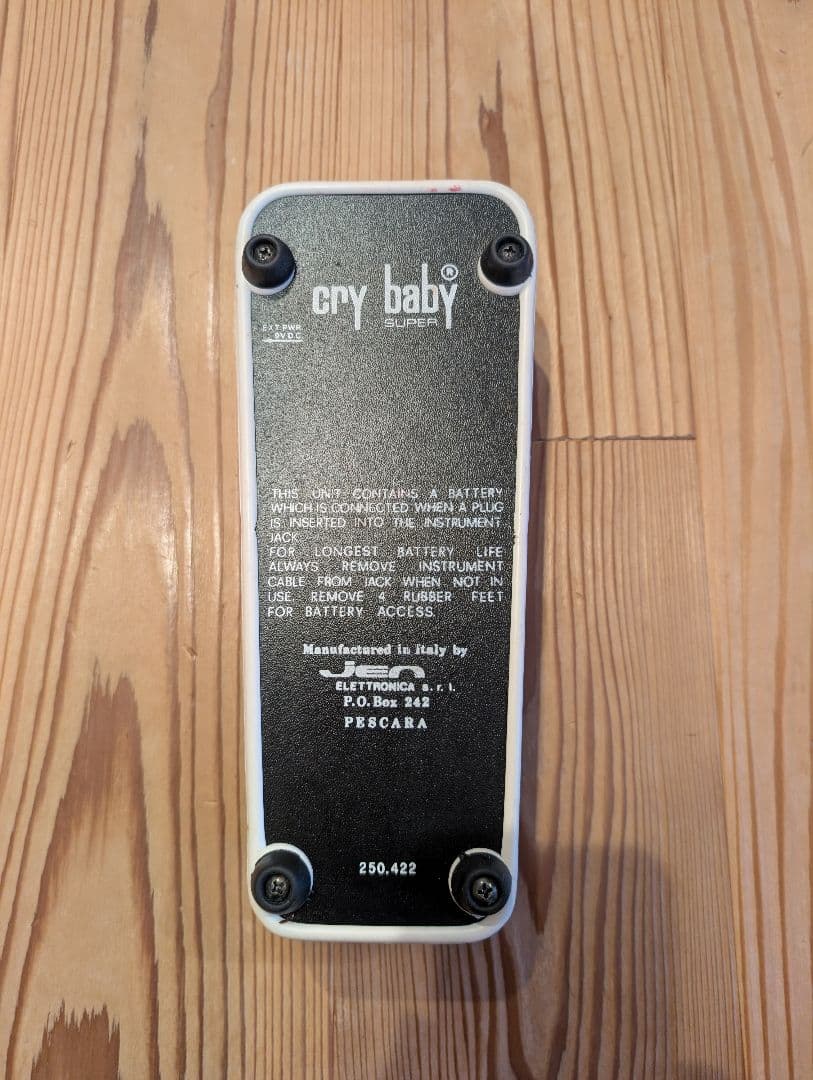 cry baby®
SUPER
EXT PWR
9V D.C
THIS UNIT CONTAINS A BATTERY
WHICH IS CONNECTED WHEN A PLUG
IS INSERTED INTO THE INSTRUMENT
JACK
FOR LONGEST BATTERY LIFE
ALWAYS REMOVE INSTRUMENT
CABLE FROM JACK WHEN NOT IN
USE. REMOVE 4 RUBBER FEET
FOR BATTERY ACCESS.
Manufactured in italy by
Jen
ELETTRONICA s.r.l.
P.O.Box 242
PESCARA
250.422